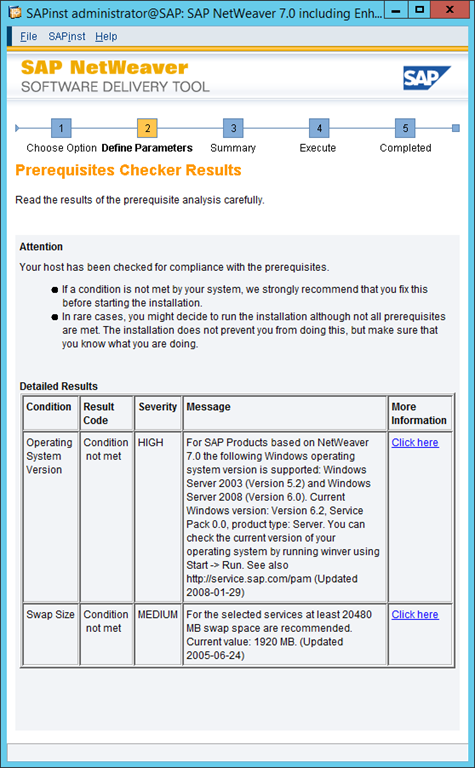 SAPinst administrator@SAP: SAP NetWeaver 7.0 including Enh...
File SAPinst Help
SAP NetWeaver
SOFTWARE DELIVERY TOOL
SAP
1 2 3 4 5
Choose Option Define Parameters Summary Execute Completed
Prerequisites Checker Results
Read the results of the prerequisite analysis carefully.
Attention
Your host has been checked for compliance with the prerequisites.
● If a condition is not met by your system, we strongly recommend that you fix this
before starting the installation.
● In rare cases, you might decide to run the installation although not all prerequisites
are met. The installation does not prevent you from doing this, but make sure that
you know what you are doing.
Detailed Results
Condition
Result
Code
Severity
Message
More
Information
Operating
System
Version
Condition
not met
HIGH
For SAP Products based on NetWeaver
7.0 the following Windows operating
system version is supported: Windows
Server 2003 (Version 5.2) and Windows
Server 2008 (Version 6.0). Current
Windows version: Version 6.2, Service
Pack 0.0, product type: Server. You can
check the current version of your
operating system by running winver using
Start -> Run. See also
http://service.sap.com/pam (Updated
2008-01-29)
Click here
Swap Size
Condition
not met
MEDIUM
For the selected services at least 20480
MB swap space are recommended.
Current value: 1920 MB. (Updated
2005-06-24)
Click here